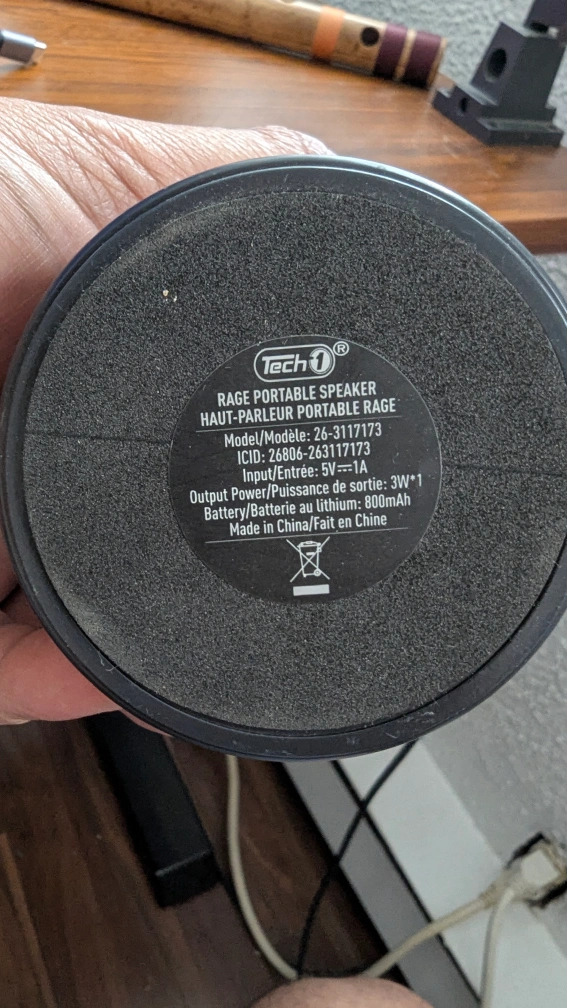 Tech1®
RAGE PORTABLE SPEAKER
HAUT-PARLEUR PORTABLE RAGE
Model/Modèle: 26-3117173
ICID: 26806-263117173
Input/Entrée: 5V⎓1A
Output Power/Puissance de sortie: 3W*1
Battery/Batterie au lithium: 800mAh
Made in China/Fait en Chine